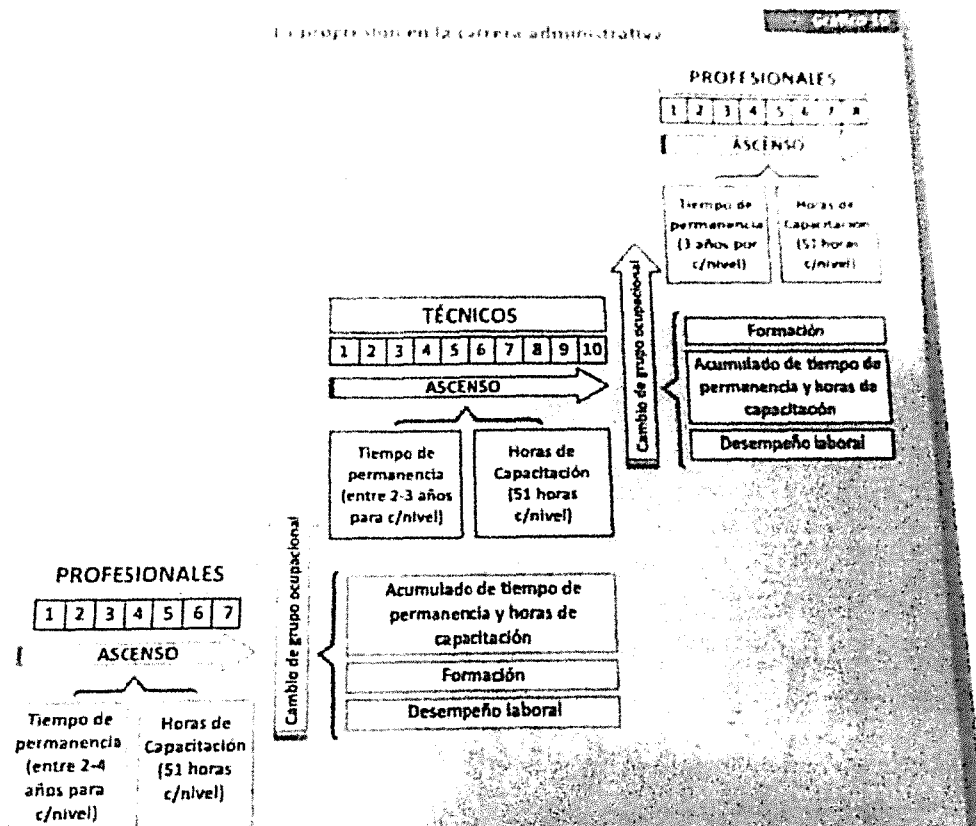 Gráfico 10
La progresión en la carrera administrativa
PROFESIONALES
1 2 3 4 5 6 7 8
ASCENSO
Tiempo de
permanencia
(3 años por
c/nivel)
Horas de
Capacitación
(51 horas
c/nivel)
Cambio de grupo ocupacional
Formación
Acumulado de tiempo de
permanencia y horas de
capacitación
Desempeño laboral
TÉCNICOS
1 2 3 4 5 6 7 8 9 10
ASCENSO
Tiempo de
permanencia
(entre 2-3 años
para c/nivel)
Horas de
Capacitación
(51 horas
c/nivel)
Cambio de grupo ocupacional
Acumulado de tiempo de
permanencia y horas de
capacitación
Formación
Desempeño laboral
PROFESIONALES
1 2 3 4 5 6 7
ASCENSO
Tiempo de
permanencia
(entre 2-4
años para
c/nivel)
Horas de
Capacitación
(51 horas
c/nivel)